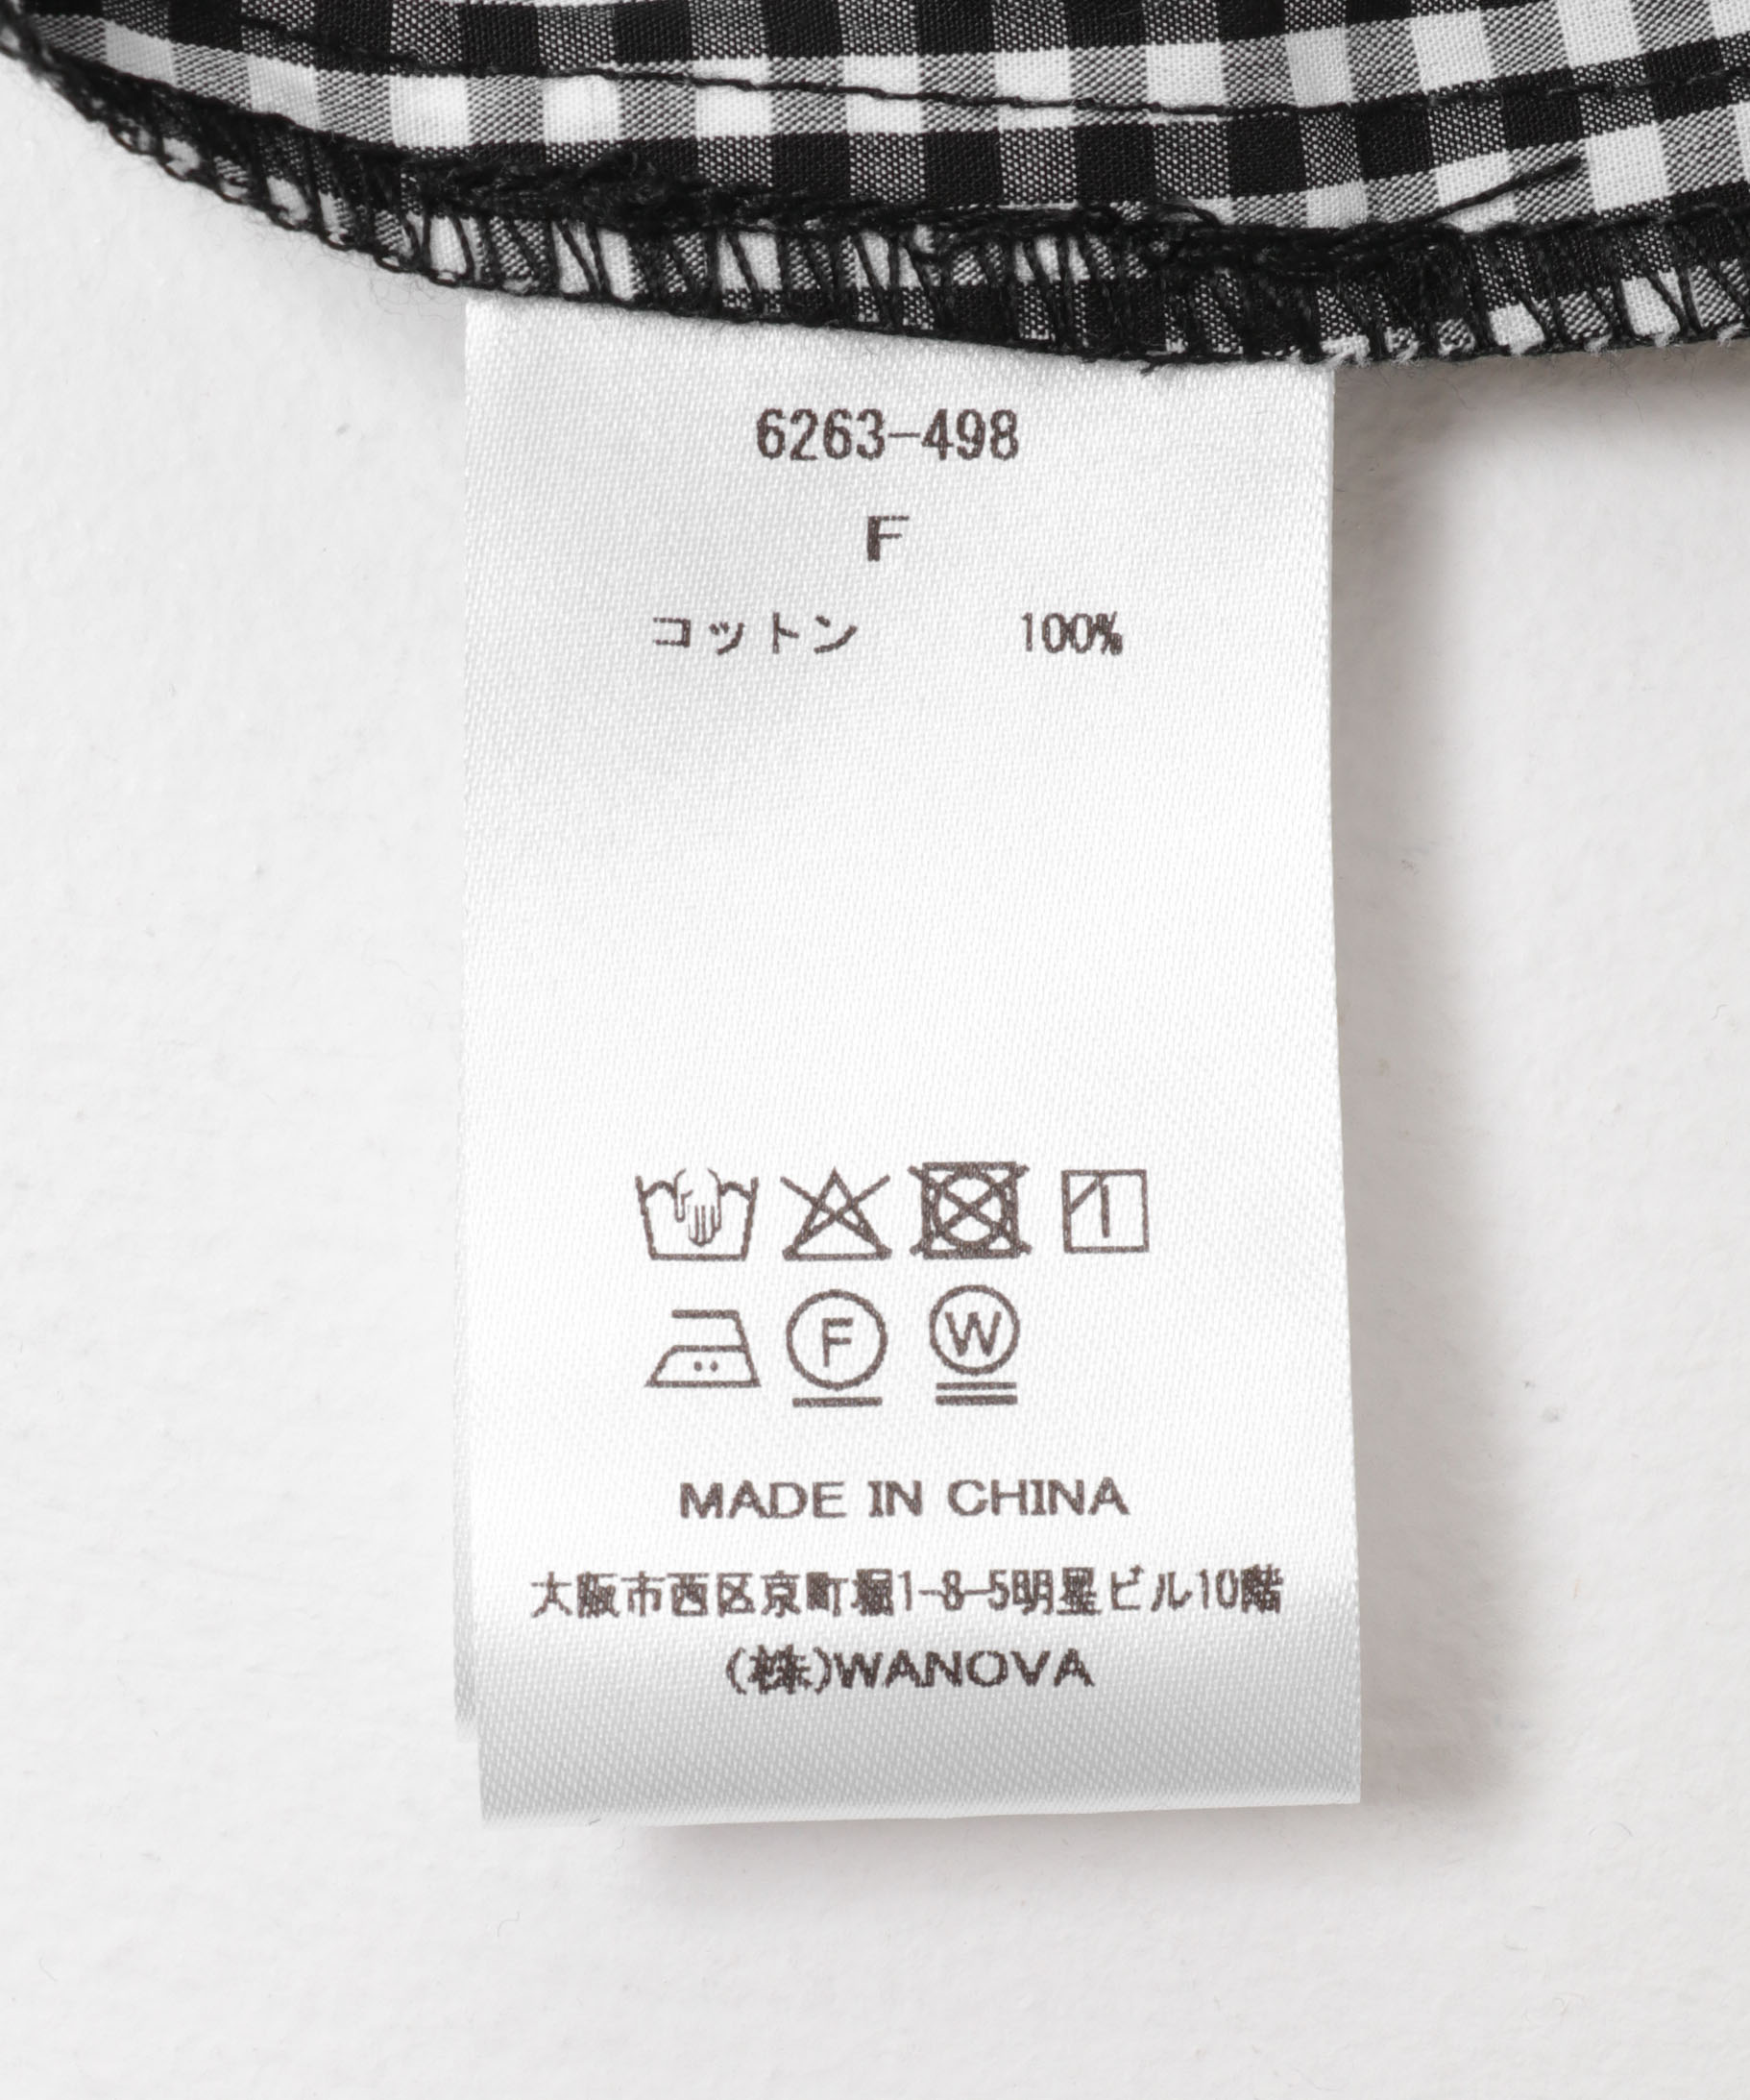 6263-498
F
コットン 100%
F W
MADE IN CHINA
大阪市西区京町堀1-8-5明星ビル10階
(株)WANOVA